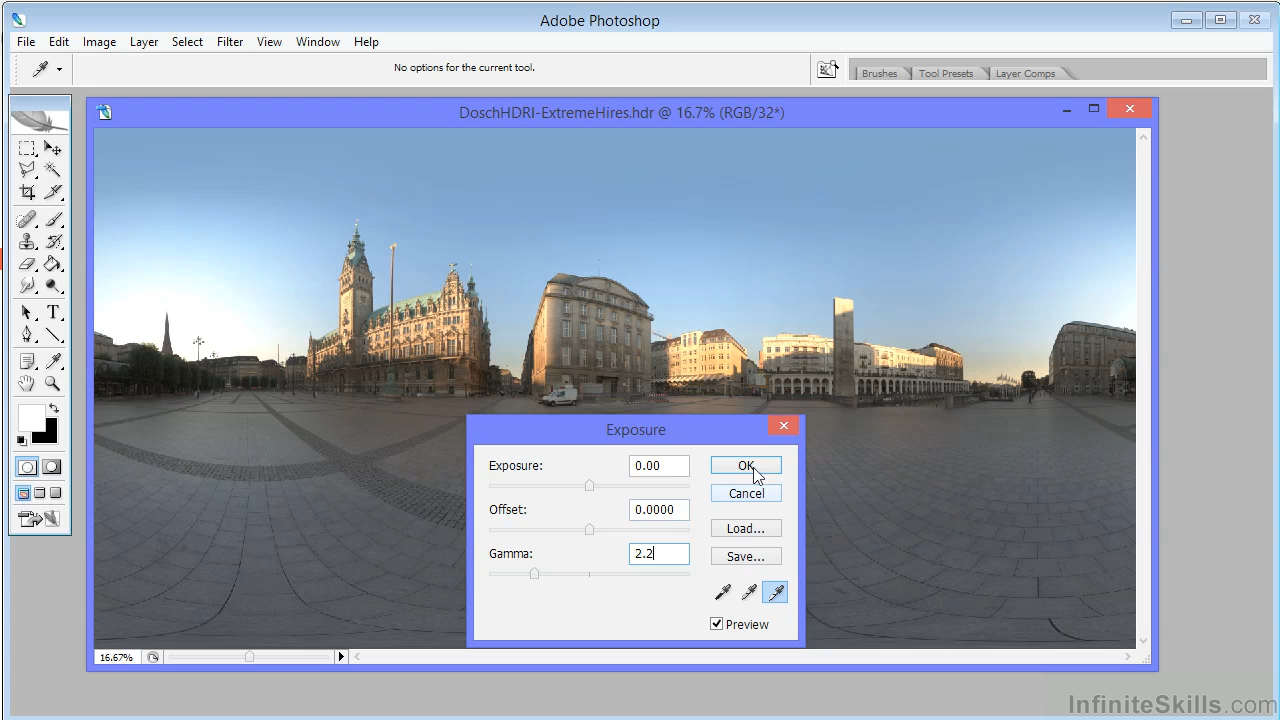 Adobe Photoshop
File Edit Image Layer Select Filter View Window Help
No options for the current tool.
Brushes Tool Presets Layer Comps
DoschHDRI-ExtremeHires.hdr @ 16.7% (RGB/32*)
T
Exposure
Exposure: 0.00 OK
Cancel
Offset: 0.0000
Load...
Gamma: 2.2
Save...
Preview
16.67%
InfiniteSkills.com